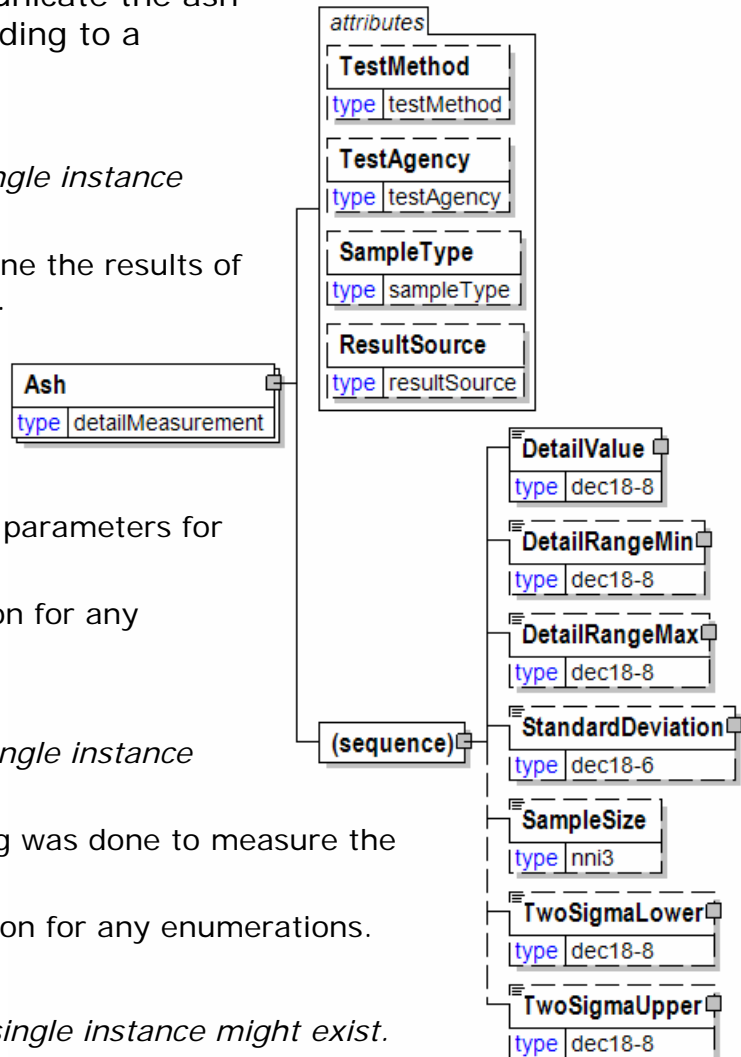 unicate the ash
ding to a
ngle instance
ne the results of
.
parameters for
on for any
ngle instance
g was done to measure the
on for any enumerations.
single instance might exist.
attributes
TestMethod
type testMethod
TestAgency
type testAgency
SampleType
type sampleType
ResultSource
type resultSource
Ash
type detailMeasurement
(sequence)
DetailValue
type dec18-8
DetailRangeMin
type dec18-8
DetailRangeMax
type dec18-8
StandardDeviation
type dec18-6
SampleSize
type nni3
TwoSigmaLower
type dec18-8
TwoSigmaUpper
type dec18-8